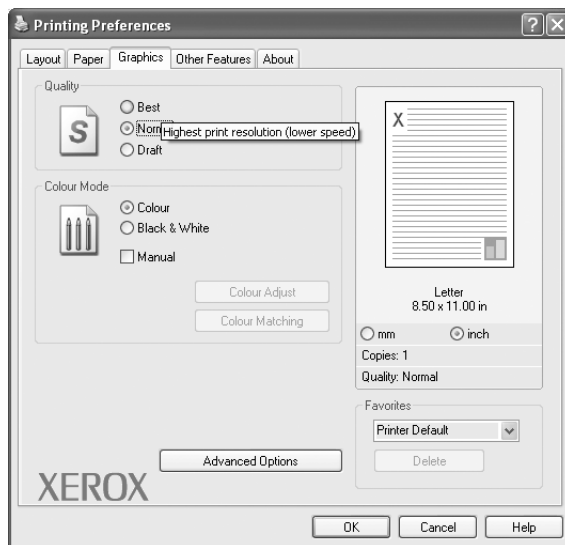 Printing Preferences
Layout Paper Graphics Other Features About
Quality
Best
Norm
Highest print resolution (lower speed)
Draft
S
Colour Mode
Colour
Black & White
Manual
Colour Adjust
Colour Matching
X
Letter
8.50 x 11.00 in
mm inch
Copies: 1
Quality: Normal
Favorites
Printer Default
Delete
Advanced Options
XEROX
OK Cancel Help